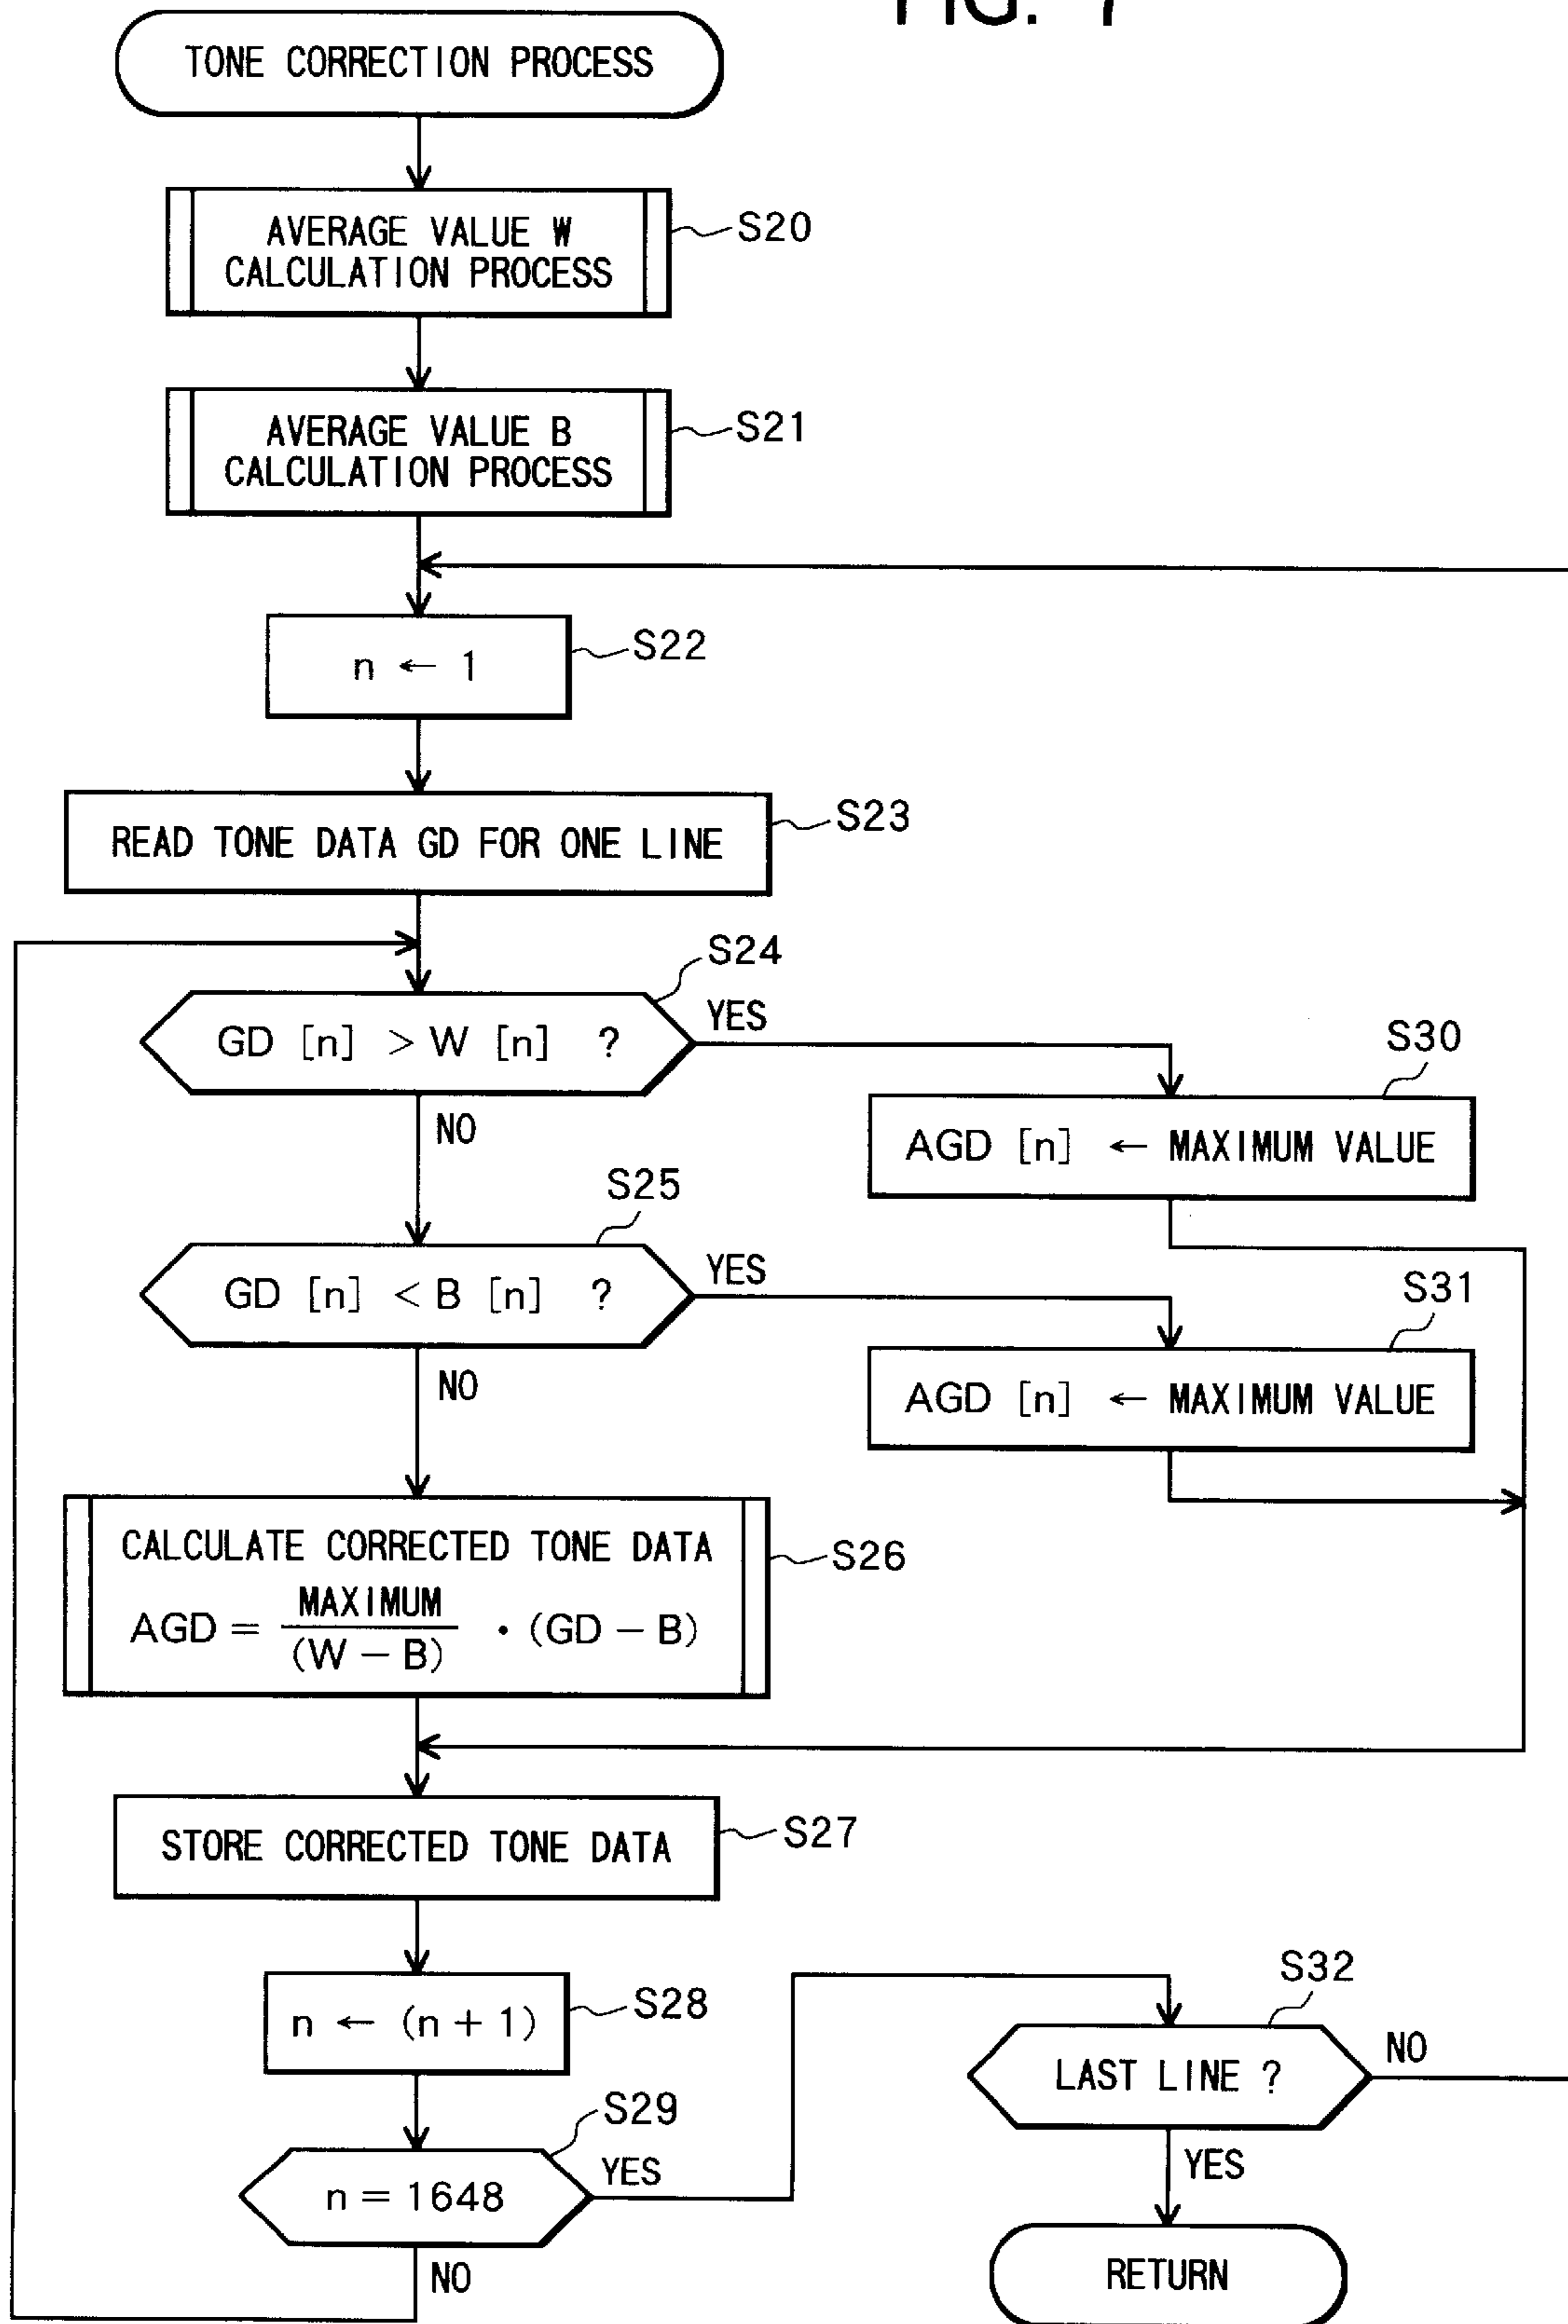 FIG. 7
TONE CORRECTION PROCESS
AVERAGE VALUE W
CALCULATION PROCESS
S20
AVERAGE VALUE B
CALCULATION PROCESS
S21
n ← 1
S22
READ TONE DATA GD FOR ONE LINE
S23
S24
GD [n] > W [n] ?
YES
NO
S30
AGD [n] ← MAXIMUM VALUE
S25
GD [n] < B [n] ?
YES
NO
S31
AGD [n] ← MAXIMUM VALUE
CALCULATE CORRECTED TONE DATA
AGD = MAXIMUM / (W − B) · (GD − B)
S26
STORE CORRECTED TONE DATA
S27
n ← (n + 1)
S28
S29
n = 1648
YES
NO
S32
LAST LINE ?
NO
YES
RETURN